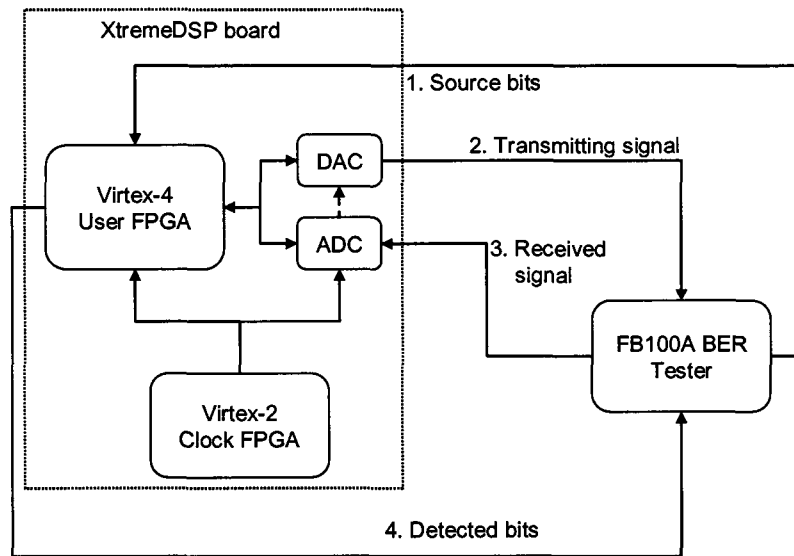 XtremeDSP board
1. Source bits
2. Transmitting signal
DAC
Virtex-4
User FPGA
ADC
3. Received
signal
FB100A BER
Tester
Virtex-2
Clock FPGA
4. Detected bits